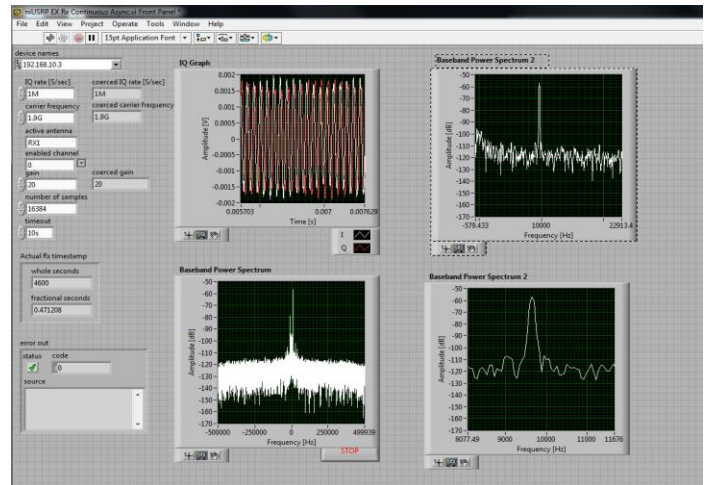 niUSRP EX Rx Continuous Async.vi Front Panel *
File Edit View Project Operate Tools Window Help
15pt Application Font
device names
192.168.10.3
IQ rate [S/sec]
1M
coerced IQ rate [S/sec]
1M
carrier frequency
1.9G
coerced carrier frequency
1.9G
active antenna
RX1
enabled channel
0
gain
20
coerced gain
20
number of samples
16384
timeout
10s
Actual Rx timestamp
whole seconds
4600
fractional seconds
0.471208
error out
status code
0
source
IQ Graph
Amplitude [V]
0.002
0.0015
0.001
0.0005
0
-0.0005
-0.001
-0.0015
-0.002
0.005703 0.007 0.007629
Time [s]
I
Q
Baseband Power Spectrum 2
Amplitude [dB]
-50
-60
-70
-80
-90
-100
-110
-120
-130
-140
-150
-160
-170
-579.433 10000 22913.4
Frequency [Hz]
Baseband Power Spectrum
Amplitude [dB]
-50
-60
-70
-80
-90
-100
-110
-120
-130
-140
-150
-160
-170
-500000 -250000 0 250000 499939
Frequency [Hz]
STOP
Baseband Power Spectrum 2
Amplitude [dB]
-50
-60
-70
-80
-90
-100
-110
-120
-130
-140
-150
-160
-170
8077.49 9000 10000 11000 11676
Frequency [Hz]